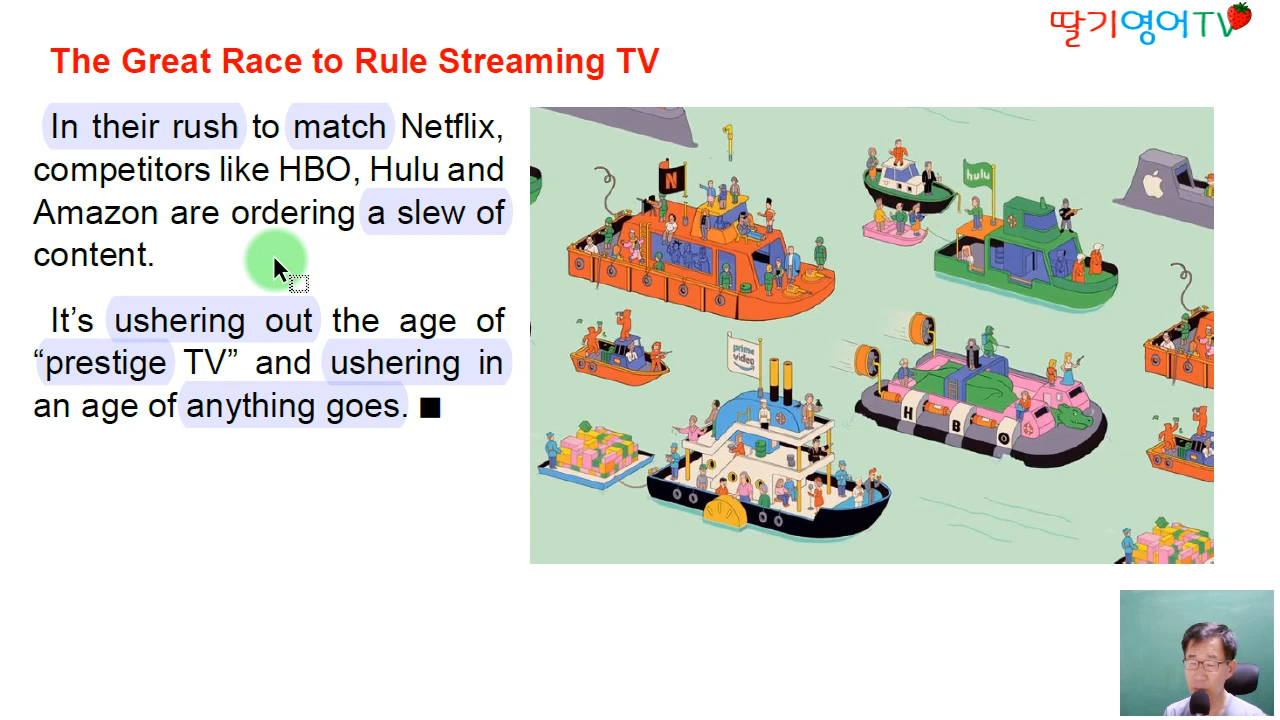 딸기영어TV
The Great Race to Rule Streaming TV
In their rush to match Netflix,
competitors like HBO, Hulu and
Amazon are ordering a slew of
content.
It’s ushering out the age of
“prestige TV” and ushering in
an age of anything goes. ■
N
hulu
prime
video
H B O